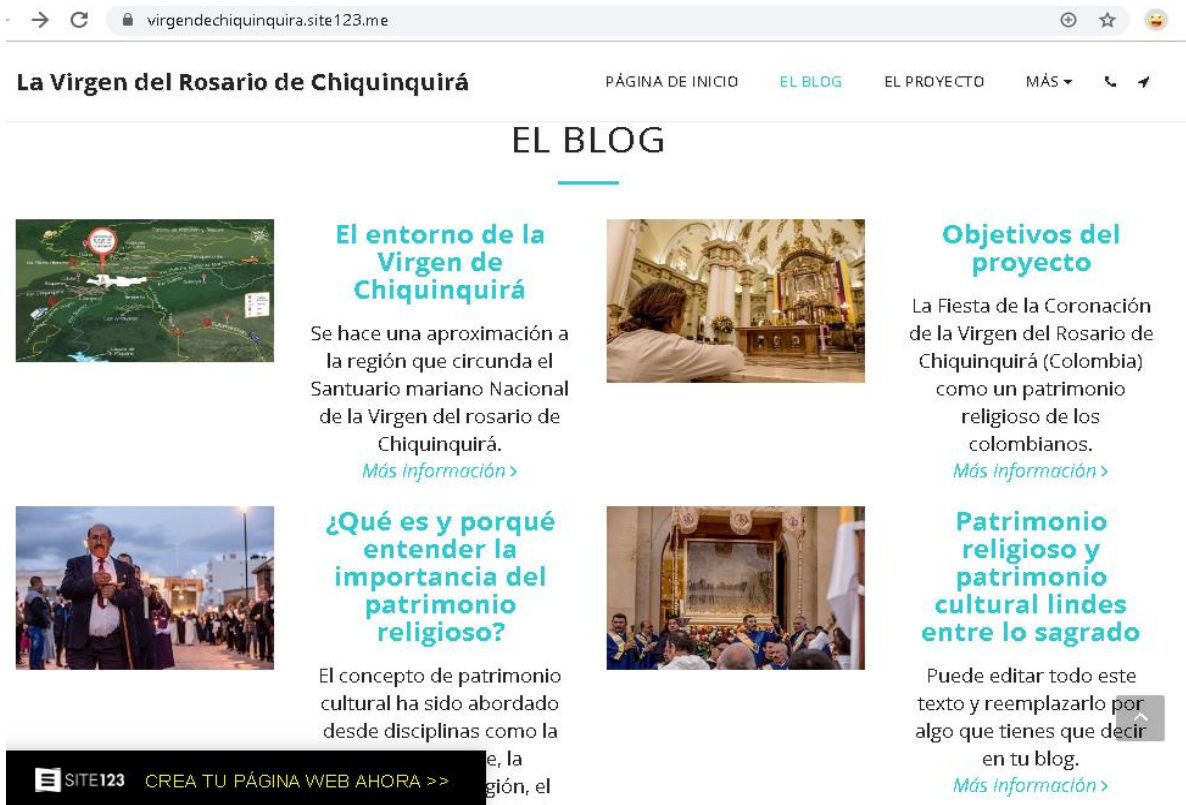 virgendechiquinquira.site123.me
La Virgen del Rosario de Chiquinquirá
PÁGINA DE INICIO
EL BLOG
EL PROYECTO
MÁS
EL BLOG
El entorno de la
Virgen de
Chiquinquirá
Se hace una aproximación a
la región que circunda el
Santuario mariano Nacional
de la Virgen del rosario de
Chiquinquirá.
Más información >
Objetivos del
proyecto
La Fiesta de la Coronación
de la Virgen del Rosario de
Chiquinquirá (Colombia)
como un patrimonio
religioso de los
colombianos.
Más información >
¿Qué es y porqué
entender la
importancia del
patrimonio
religioso?
El concepto de patrimonio
cultural ha sido abordado
desde disciplinas como la
e, la
gión, el
Patrimonio
religioso y
patrimonio
cultural lindes
entre lo sagrado
Puede editar todo este
texto y reemplazarlo por
algo que tienes que decir
en tu blog.
Más información >
SITE123 CREA TU PÁGINA WEB AHORA >>